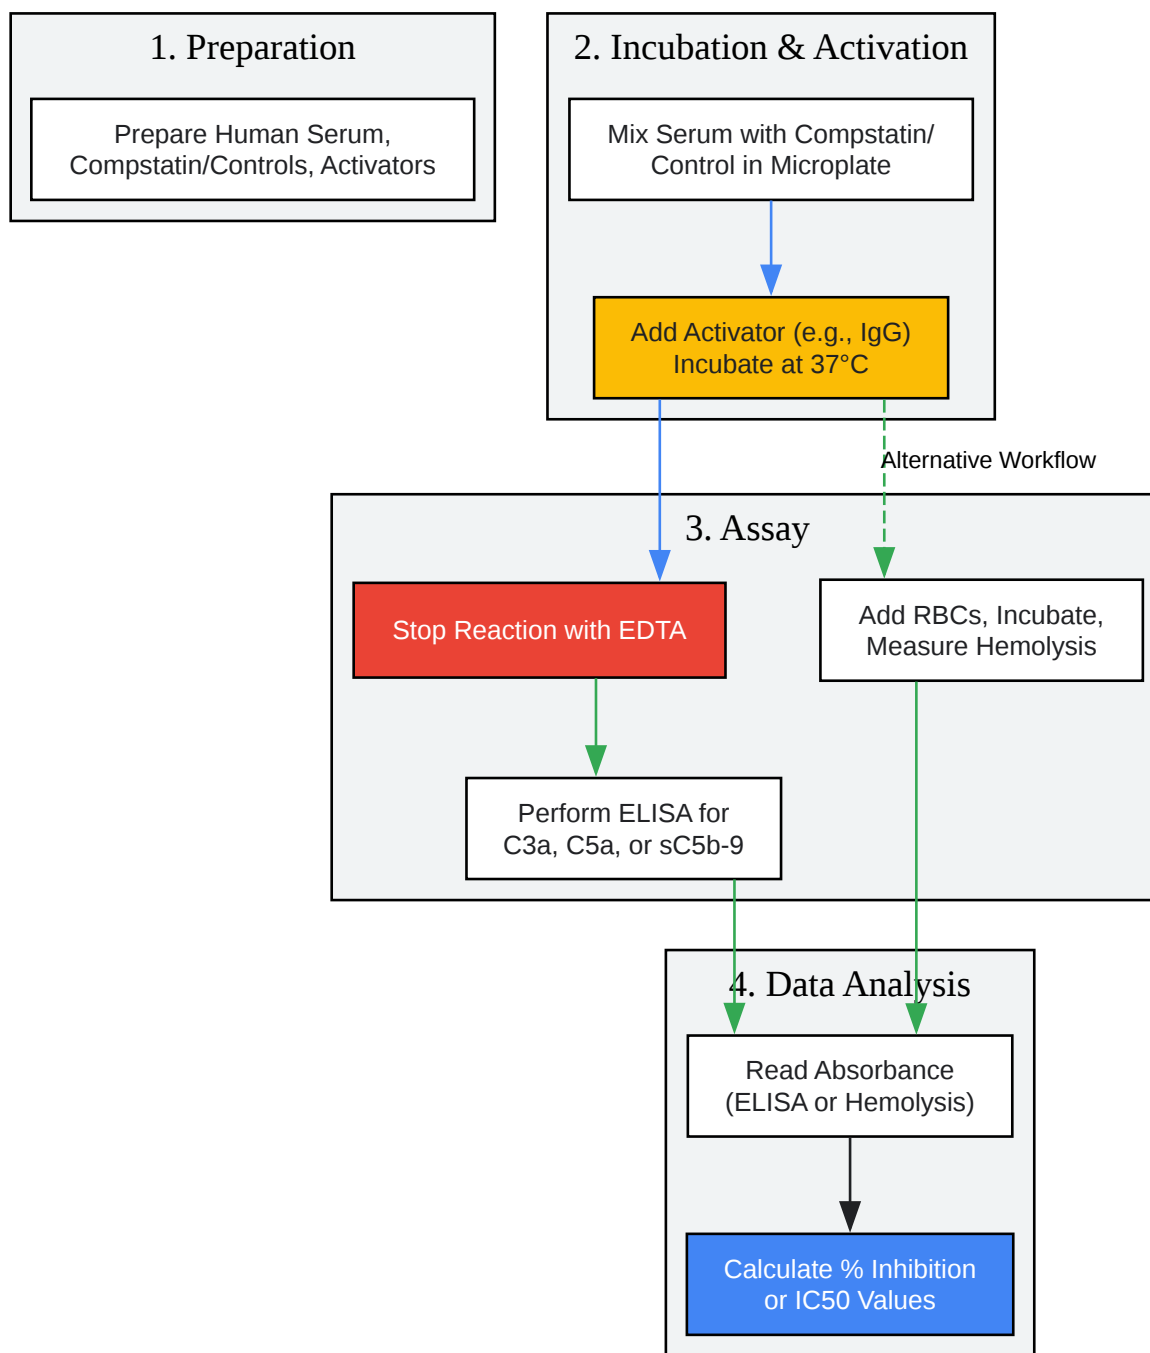 1. Preparation
Prepare Human Serum,
Compstatin/Controls, Activators
2. Incubation & Activation
Mix Serum with Compstatin/
Control in Microplate
Add Activator (e.g., IgG)
Incubate at 37°C
Alternative Workflow
3. Assay
Stop Reaction with EDTA
Add RBCs, Incubate,
Measure Hemolysis
Perform ELISA for
C3a, C5a, or sC5b-9
4. Data Analysis
Read Absorbance
(ELISA or Hemolysis)
Calculate % Inhibition
or IC50 Values